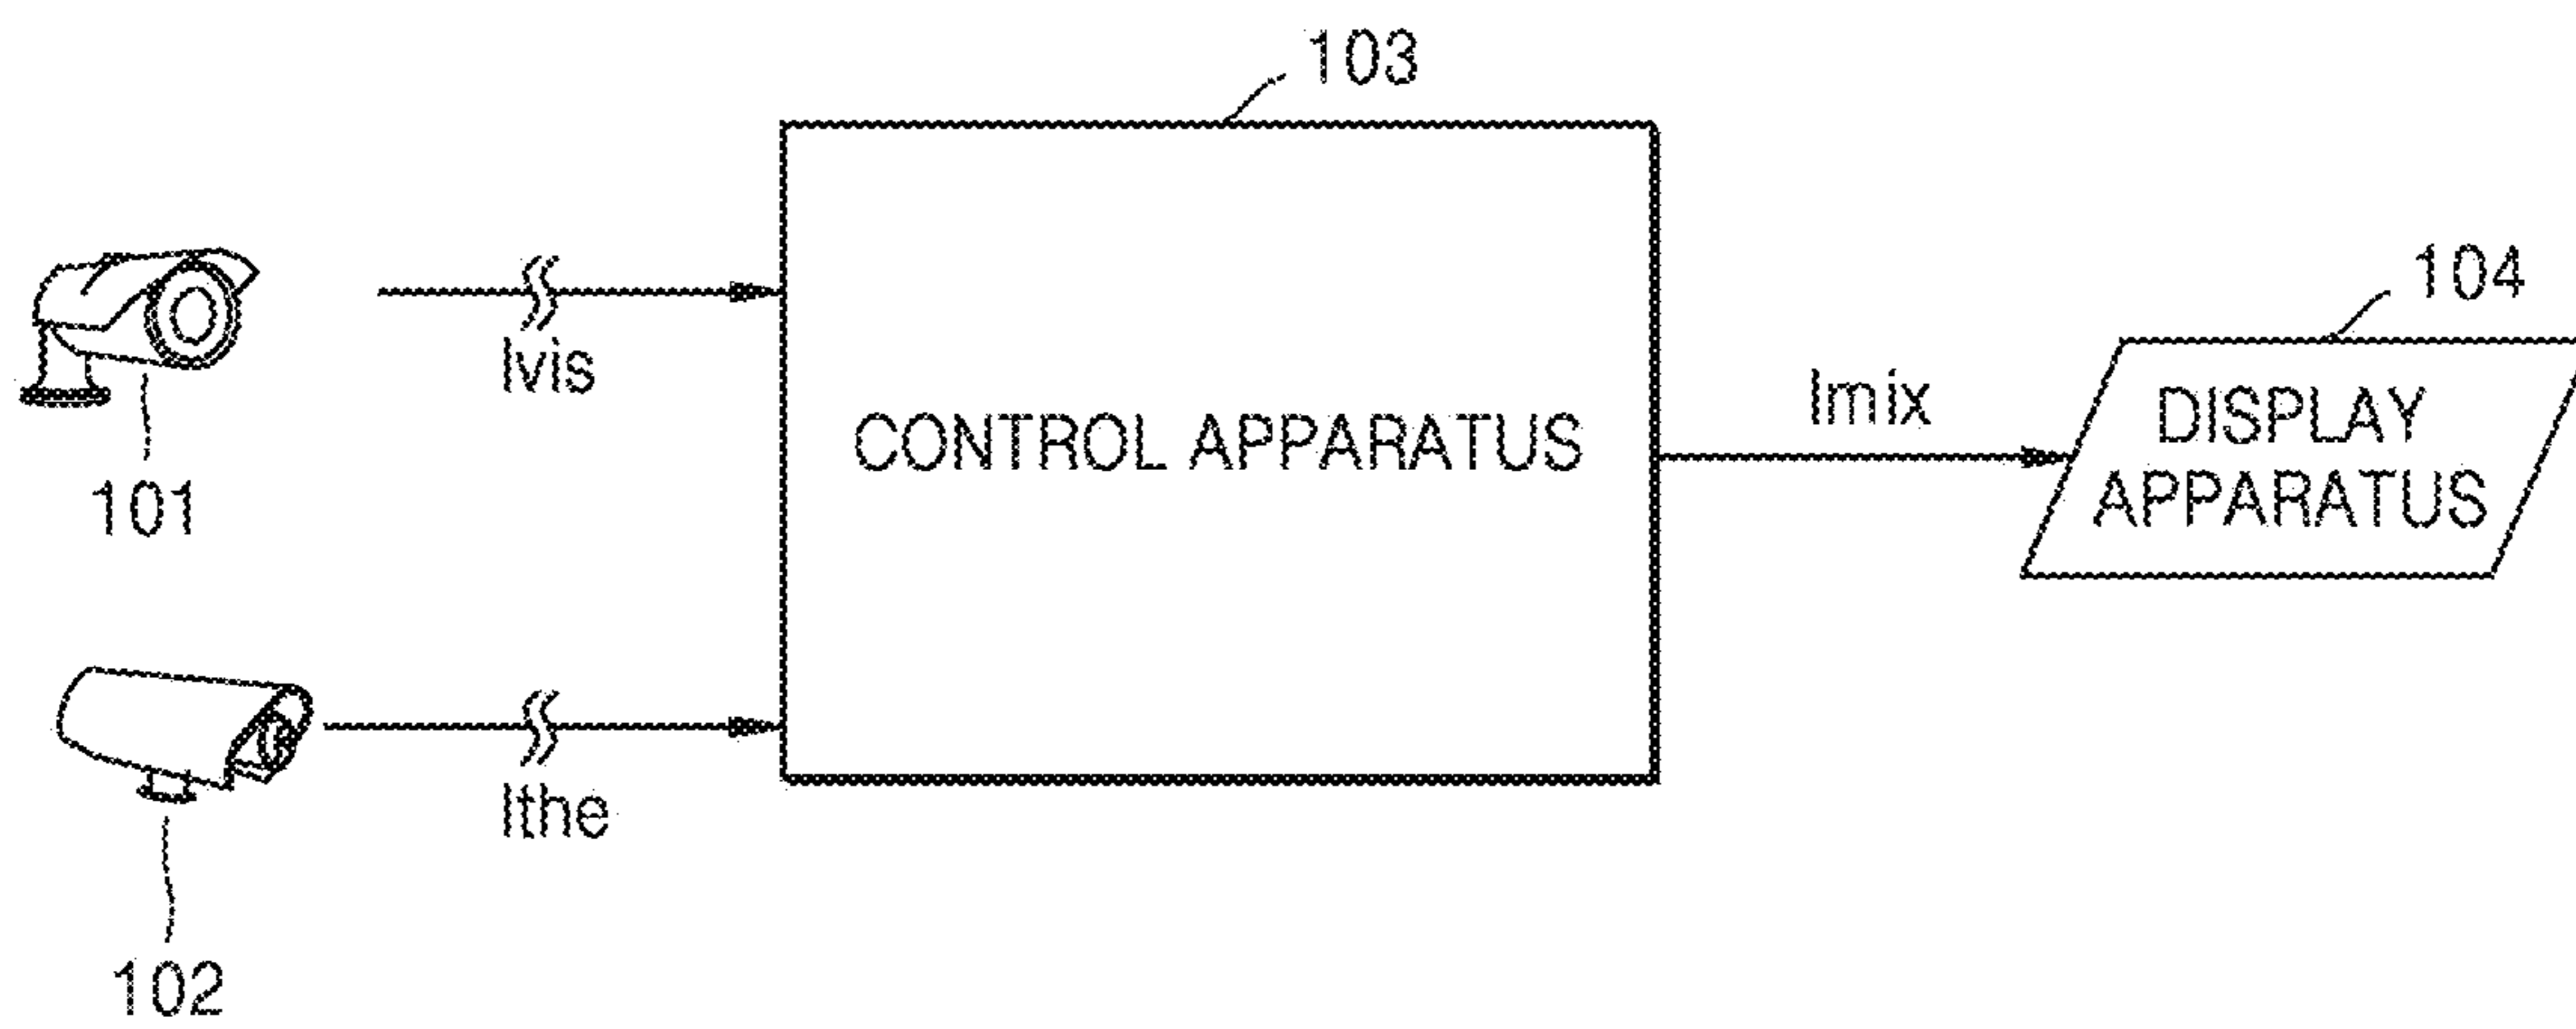 103
104
101
Ivis
CONTROL APPARATUS
Imix
DISPLAY
APPARATUS
102
Ithe